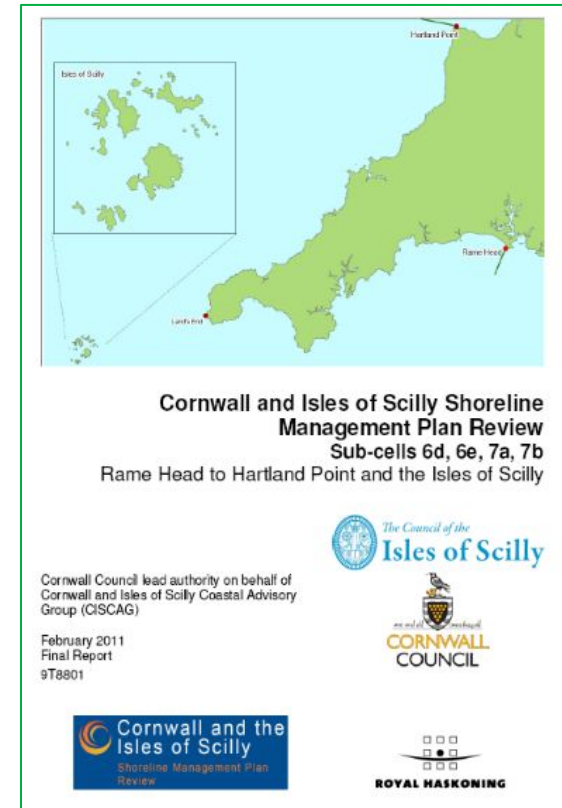 Hartland Point
Isles of Scilly
Rame Head
Land's End
Cornwall and Isles of Scilly Shoreline
Management Plan Review
Sub-cells 6d, 6e, 7a, 7b
Rame Head to Hartland Point and the Isles of Scilly
The Council of the
Isles of Scilly
Cornwall Council lead authority on behalf of
Cornwall and Isles of Scilly Coastal Advisory
Group (CISCAG)
February 2011
Final Report
9T8801
one and all
CORNWALL
COUNCIL
Cornwall and the
Isles of Scilly
Shoreline Management Plan
Review
ROYAL HASKONING